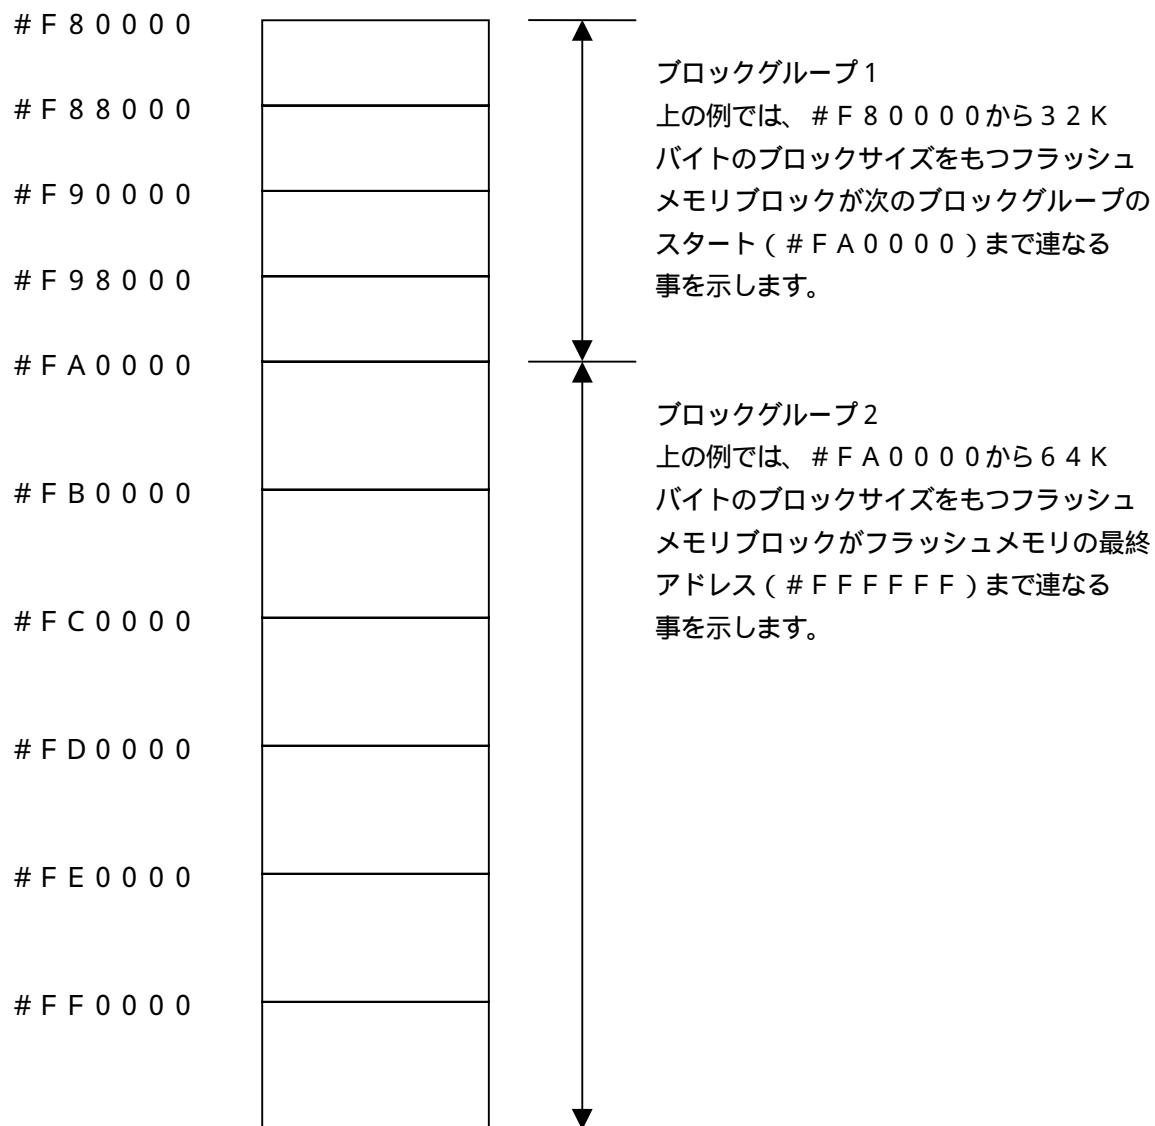 #F80000
#F88000
#F90000
#F98000
#FA0000
#FB0000
#FC0000
#FD0000
#FE0000
#FF0000
ブロックグループ1
上の例では、#F80000から32K
バイトのブロックサイズをもつフラッシュ
メモリブロックが次のブロックグループの
スタート(#FA0000)まで連なる
事を示します。
ブロックグループ2
上の例では、#FA0000から64K
バイトのブロックサイズをもつフラッシュ
メモリブロックがフラッシュメモリの最終
アドレス(#FFFFFF)まで連なる
事を示します。